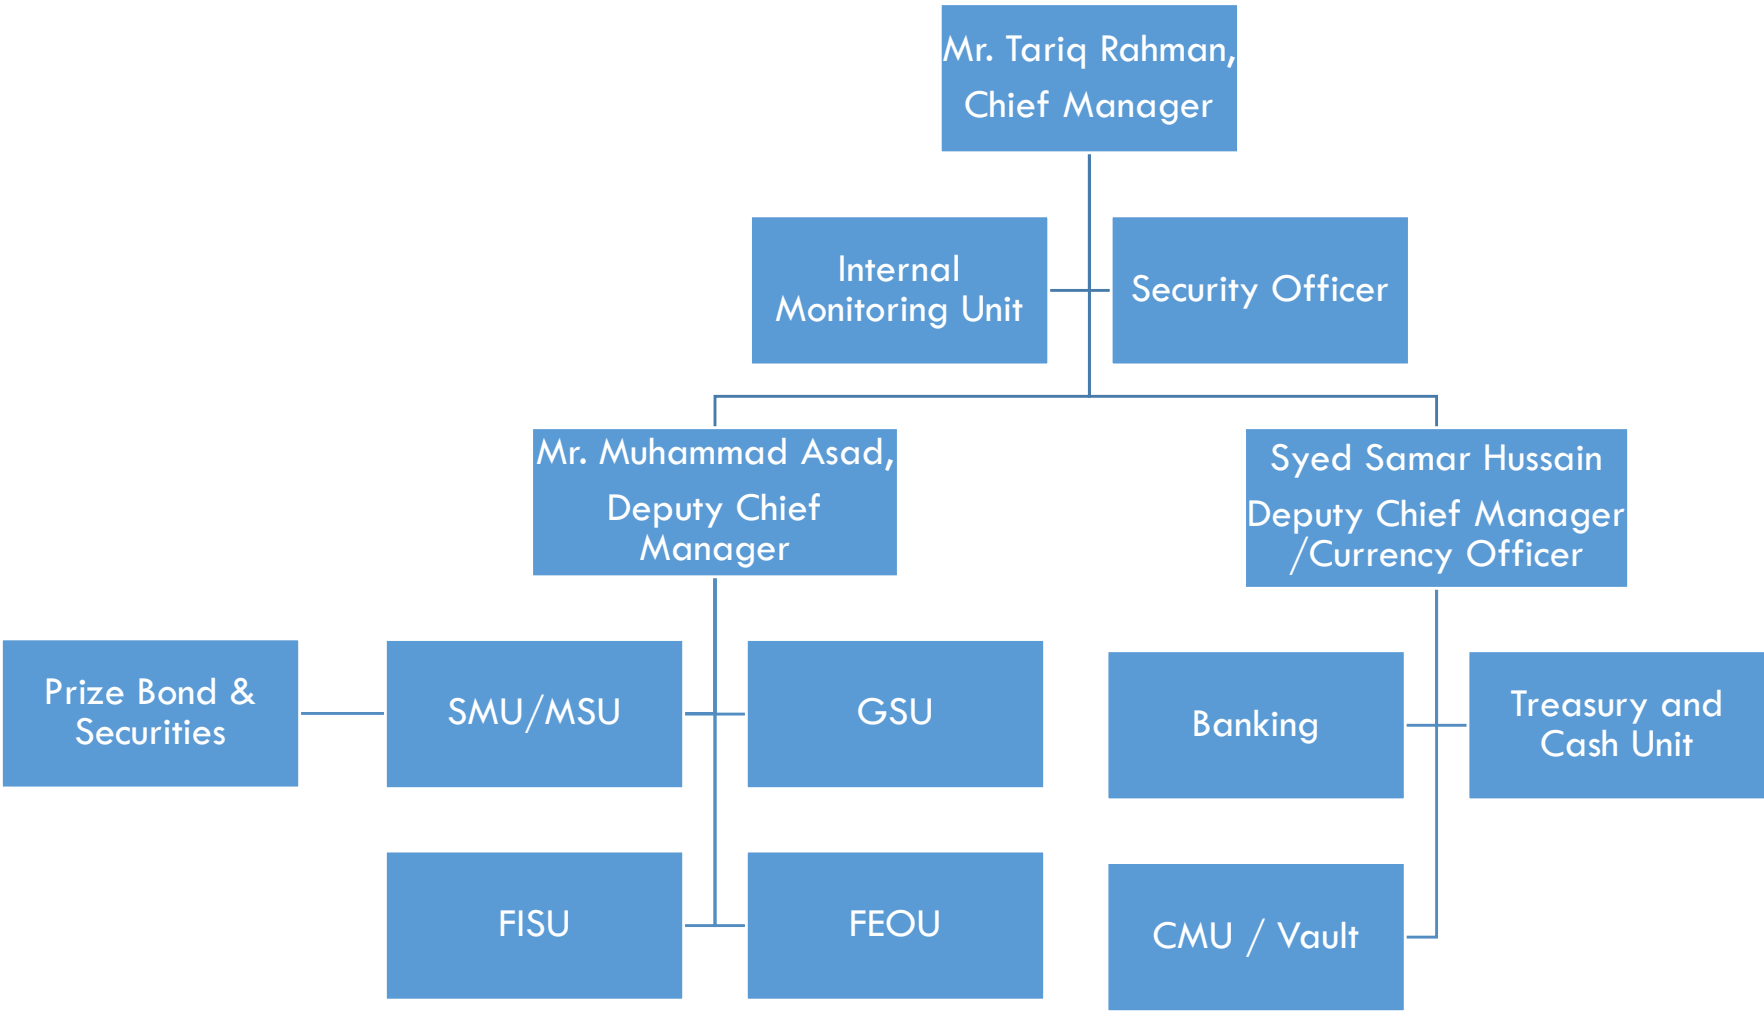 Mr. Tariq Rahman,
Chief Manager
Internal
Monitoring Unit
Security Officer
Mr. Muhammad Asad,
Deputy Chief
Manager
Syed Samar Hussain
Deputy Chief Manager
/Currency Officer
Prize Bond &
Securities
SMU/MSU
GSU
Banking
Treasury and
Cash Unit
FISU
FEOU
CMU / Vault